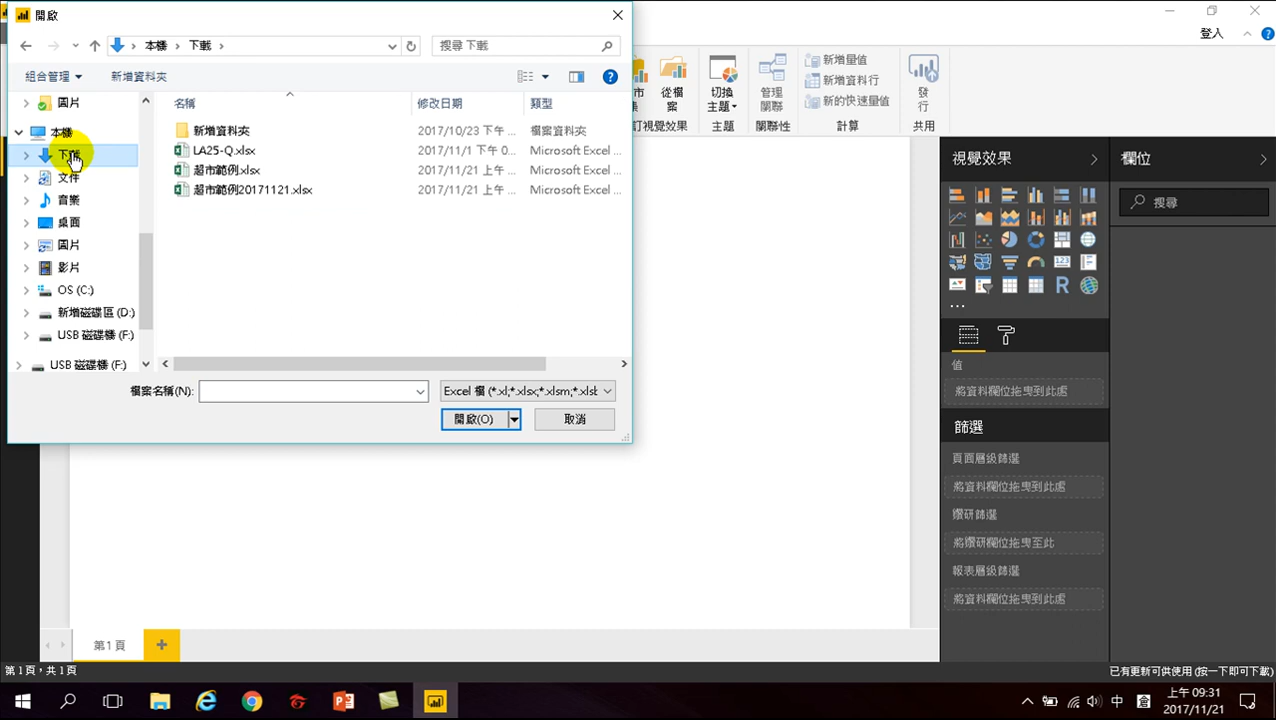 開啟
本機 › 下載 ›
搜尋 下載
組合管理
新增資料夾
圖片
本機
下載
文件
音樂
桌面
圖片
影片
OS (C:)
新增磁碟區 (D:)
USB 磁碟機 (F:)
USB 磁碟機 (F:)
名稱 修改日期 類型
新增資料夾 2017/10/23 下午 ... 檔案資料夾
LA25-Q.xlsx 2017/11/1 下午 0... Microsoft Excel ...
超市範例.xlsx 2017/11/21 上午 ... Microsoft Excel ...
超市範例20171121.xlsx 2017/11/21 上午 ... Microsoft Excel ...
檔案名稱(N):
Excel 檔 (*.xl;*.xlsx;*.xlsm;*.xlsb
開啟(O)
取消
登入
從檔案
切換主題
管理關聯
新增量值
新增資料行
新的快速量值
發行
訂視覺效果
主題
關聯性
計算
共用
視覺效果
R
123
值
將資料欄位拖曳到此處
篩選
頁面層級篩選
將資料欄位拖曳到此處
鑽研篩選
將鑽研欄位拖曳至此
報表層級篩選
將資料欄位拖曳到此處
欄位
搜尋
第1頁
第1頁，共1頁
已有更新可供使用 (按一下即可下載)
中
上午 09:31
2017/11/21